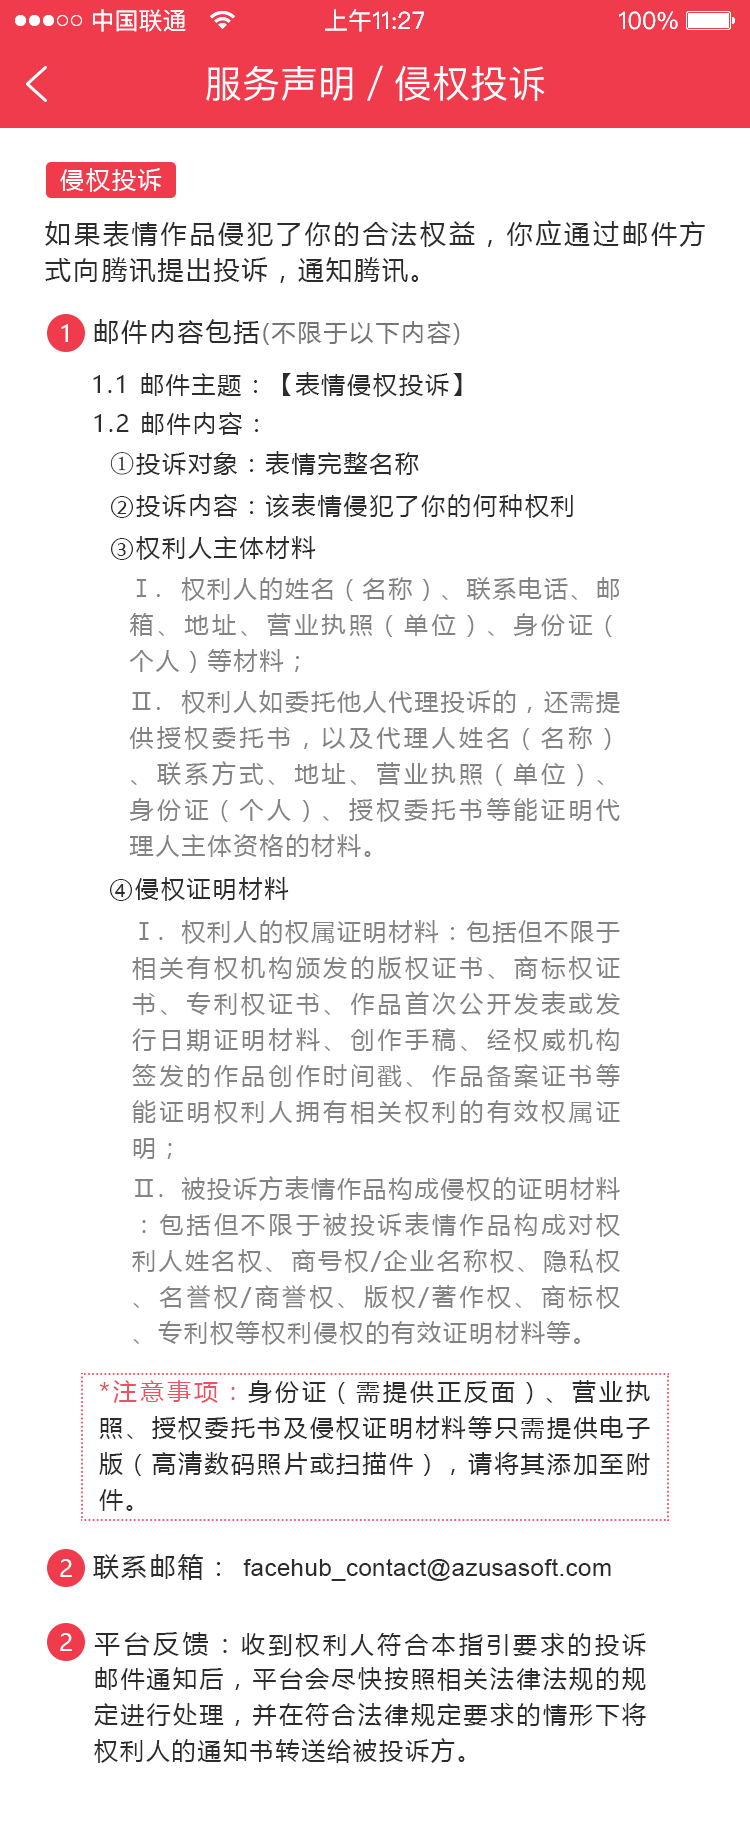 中国联通 上午11:27 100%
服务声明 / 侵权投诉
侵权投诉
如果表情作品侵犯了你的合法权益，你应通过邮件方
式向腾讯提出投诉，通知腾讯。
1 邮件内容包括(不限于以下内容)
1.1 邮件主题：【表情侵权投诉】
1.2 邮件内容：
①投诉对象：表情完整名称
②投诉内容：该表情侵犯了你的何种权利
③权利人主体材料
Ⅰ. 权利人的姓名（名称）、联系电话、邮
箱、地址、营业执照（单位）、身份证（
个人）等材料；
Ⅱ. 权利人如委托他人代理投诉的，还需提
供授权委托书，以及代理人姓名（名称）
、联系方式、地址、营业执照（单位）、
身份证（个人）、授权委托书等能证明代
理人主体资格的材料。
④侵权证明材料
Ⅰ. 权利人的权属证明材料：包括但不限于
相关有权机构颁发的版权证书、商标权证
书、专利权证书、作品首次公开发表或发
行日期证明材料、创作手稿、经权威机构
签发的作品创作时间戳、作品备案证书等
能证明权利人拥有相关权利的有效权属证
明；
Ⅱ. 被投诉方表情作品构成侵权的证明材料
：包括但不限于被投诉表情作品构成对权
利人姓名权、商号权/企业名称权、隐私权
、名誉权/商誉权、版权/著作权、商标权
、专利权等权利侵权的有效证明材料等。
*注意事项：身份证（需提供正反面）、营业执
照、授权委托书及侵权证明材料等只需提供电子
版（高清数码照片或扫描件），请将其添加至附
件。
2 联系邮箱： facehub_contact@azusasoft.com
2 平台反馈：收到权利人符合本指引要求的投诉
邮件通知后，平台会尽快按照相关法律法规的规
定进行处理，并在符合法律规定要求的情形下将
权利人的通知书转送给被投诉方。